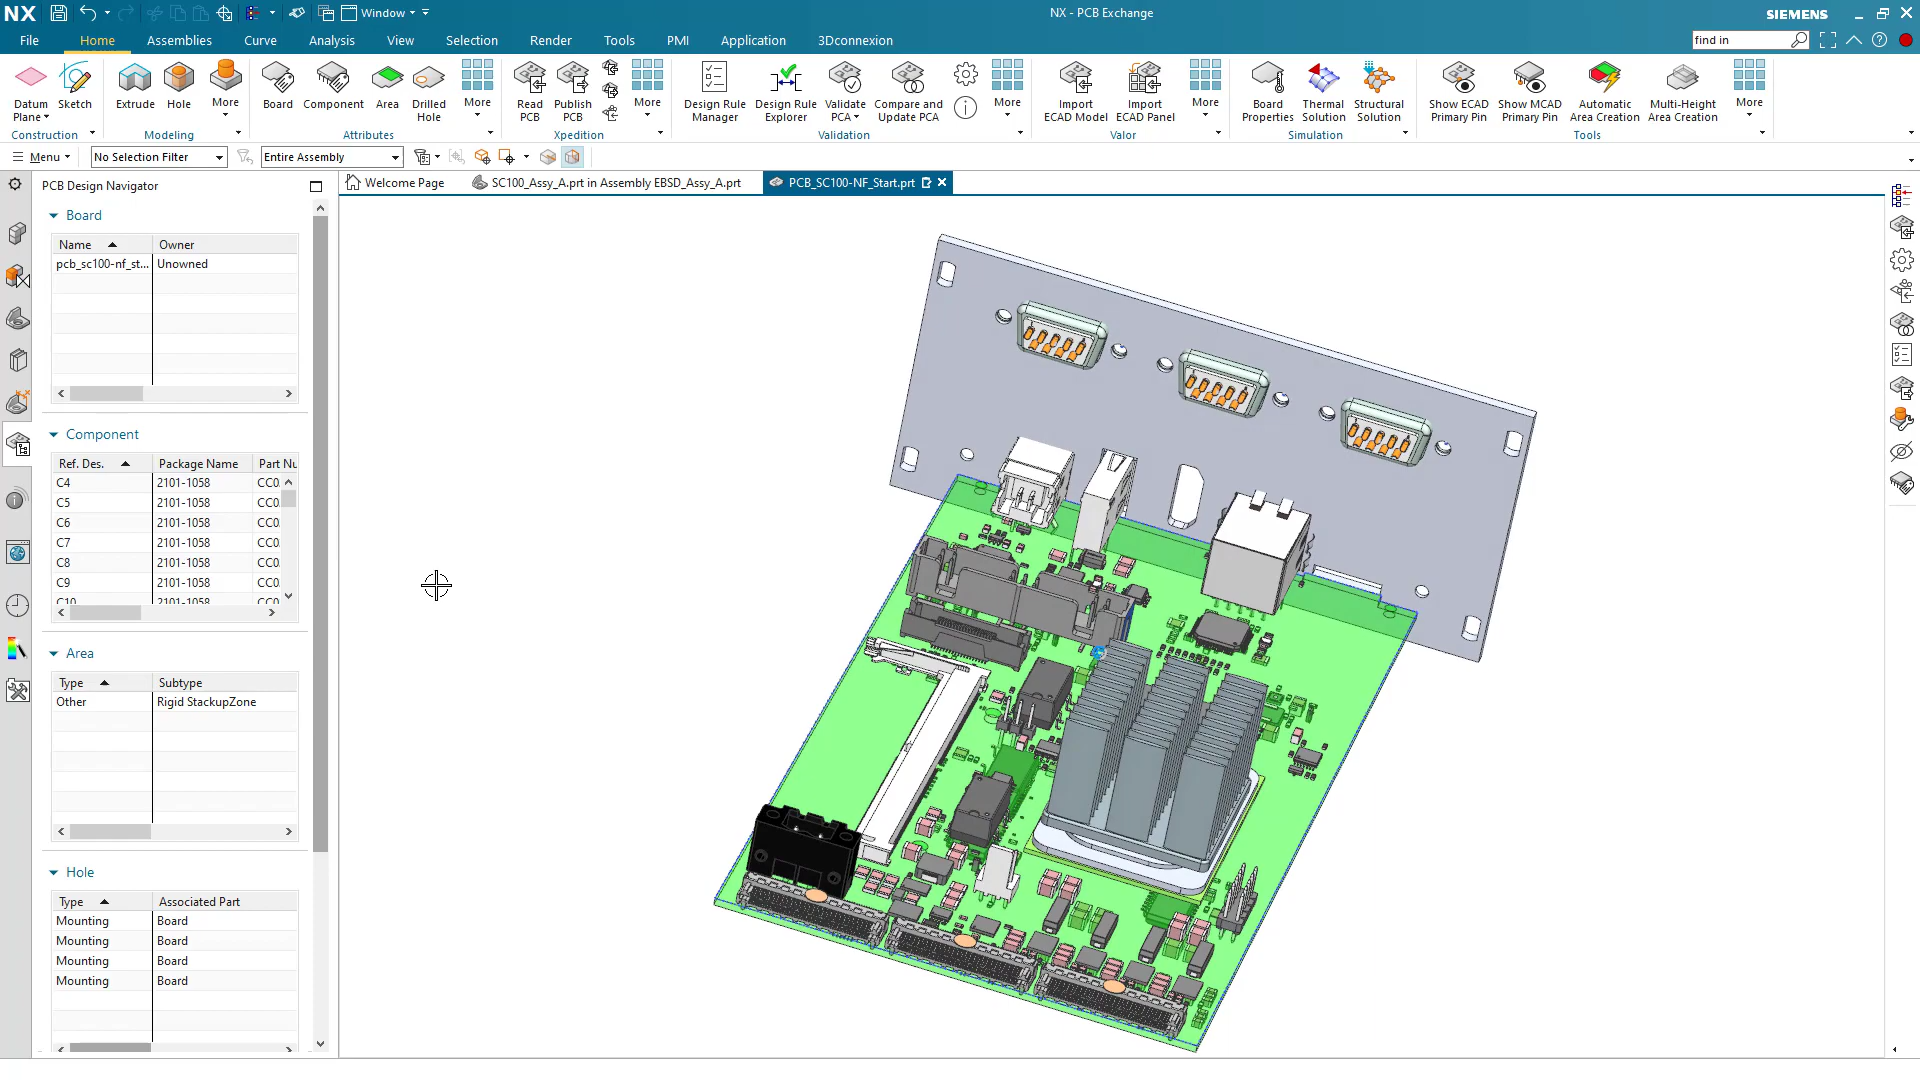 NX Window NX - PCB Exchange SIEMENS
File Home Assemblies Curve Analysis View Selection Render Tools PMI Application 3Dconnexion find in
Datum Plane Sketch Extrude Hole More Board Component Area Drilled Hole More Read PCB Publish PCB More Design Rule Manager Design Rule Explorer Validate PCA Compare and Update PCA More Import ECAD Model Import ECAD Panel More Board Properties Thermal Solution Structural Solution Show ECAD Primary Pin Show MCAD Primary Pin Automatic Area Creation Multi-Height Area Creation More
Construction Modeling Attributes Xpedition Validation Valor Simulation Tools
Menu No Selection Filter Entire Assembly
PCB Design Navigator Welcome Page SC100_Assy_A.prt in Assembly EBSD_Assy_A.prt PCB_SC100-NF_Start.prt
Board
Name Owner
pcb_sc100-nf_st... Unowned
Component
Ref. Des. Package Name Part Nu
C4 2101-1058 CC0
C5 2101-1058 CC0
C6 2101-1058 CC0
C7 2101-1058 CC0
C8 2101-1058 CC0
C9 2101-1058 CC0
C10 2101-1058 CC0
Area
Type Subtype
Other Rigid StackupZone
Hole
Type Associated Part
Mounting Board
Mounting Board
Mounting Board
Mounting Board